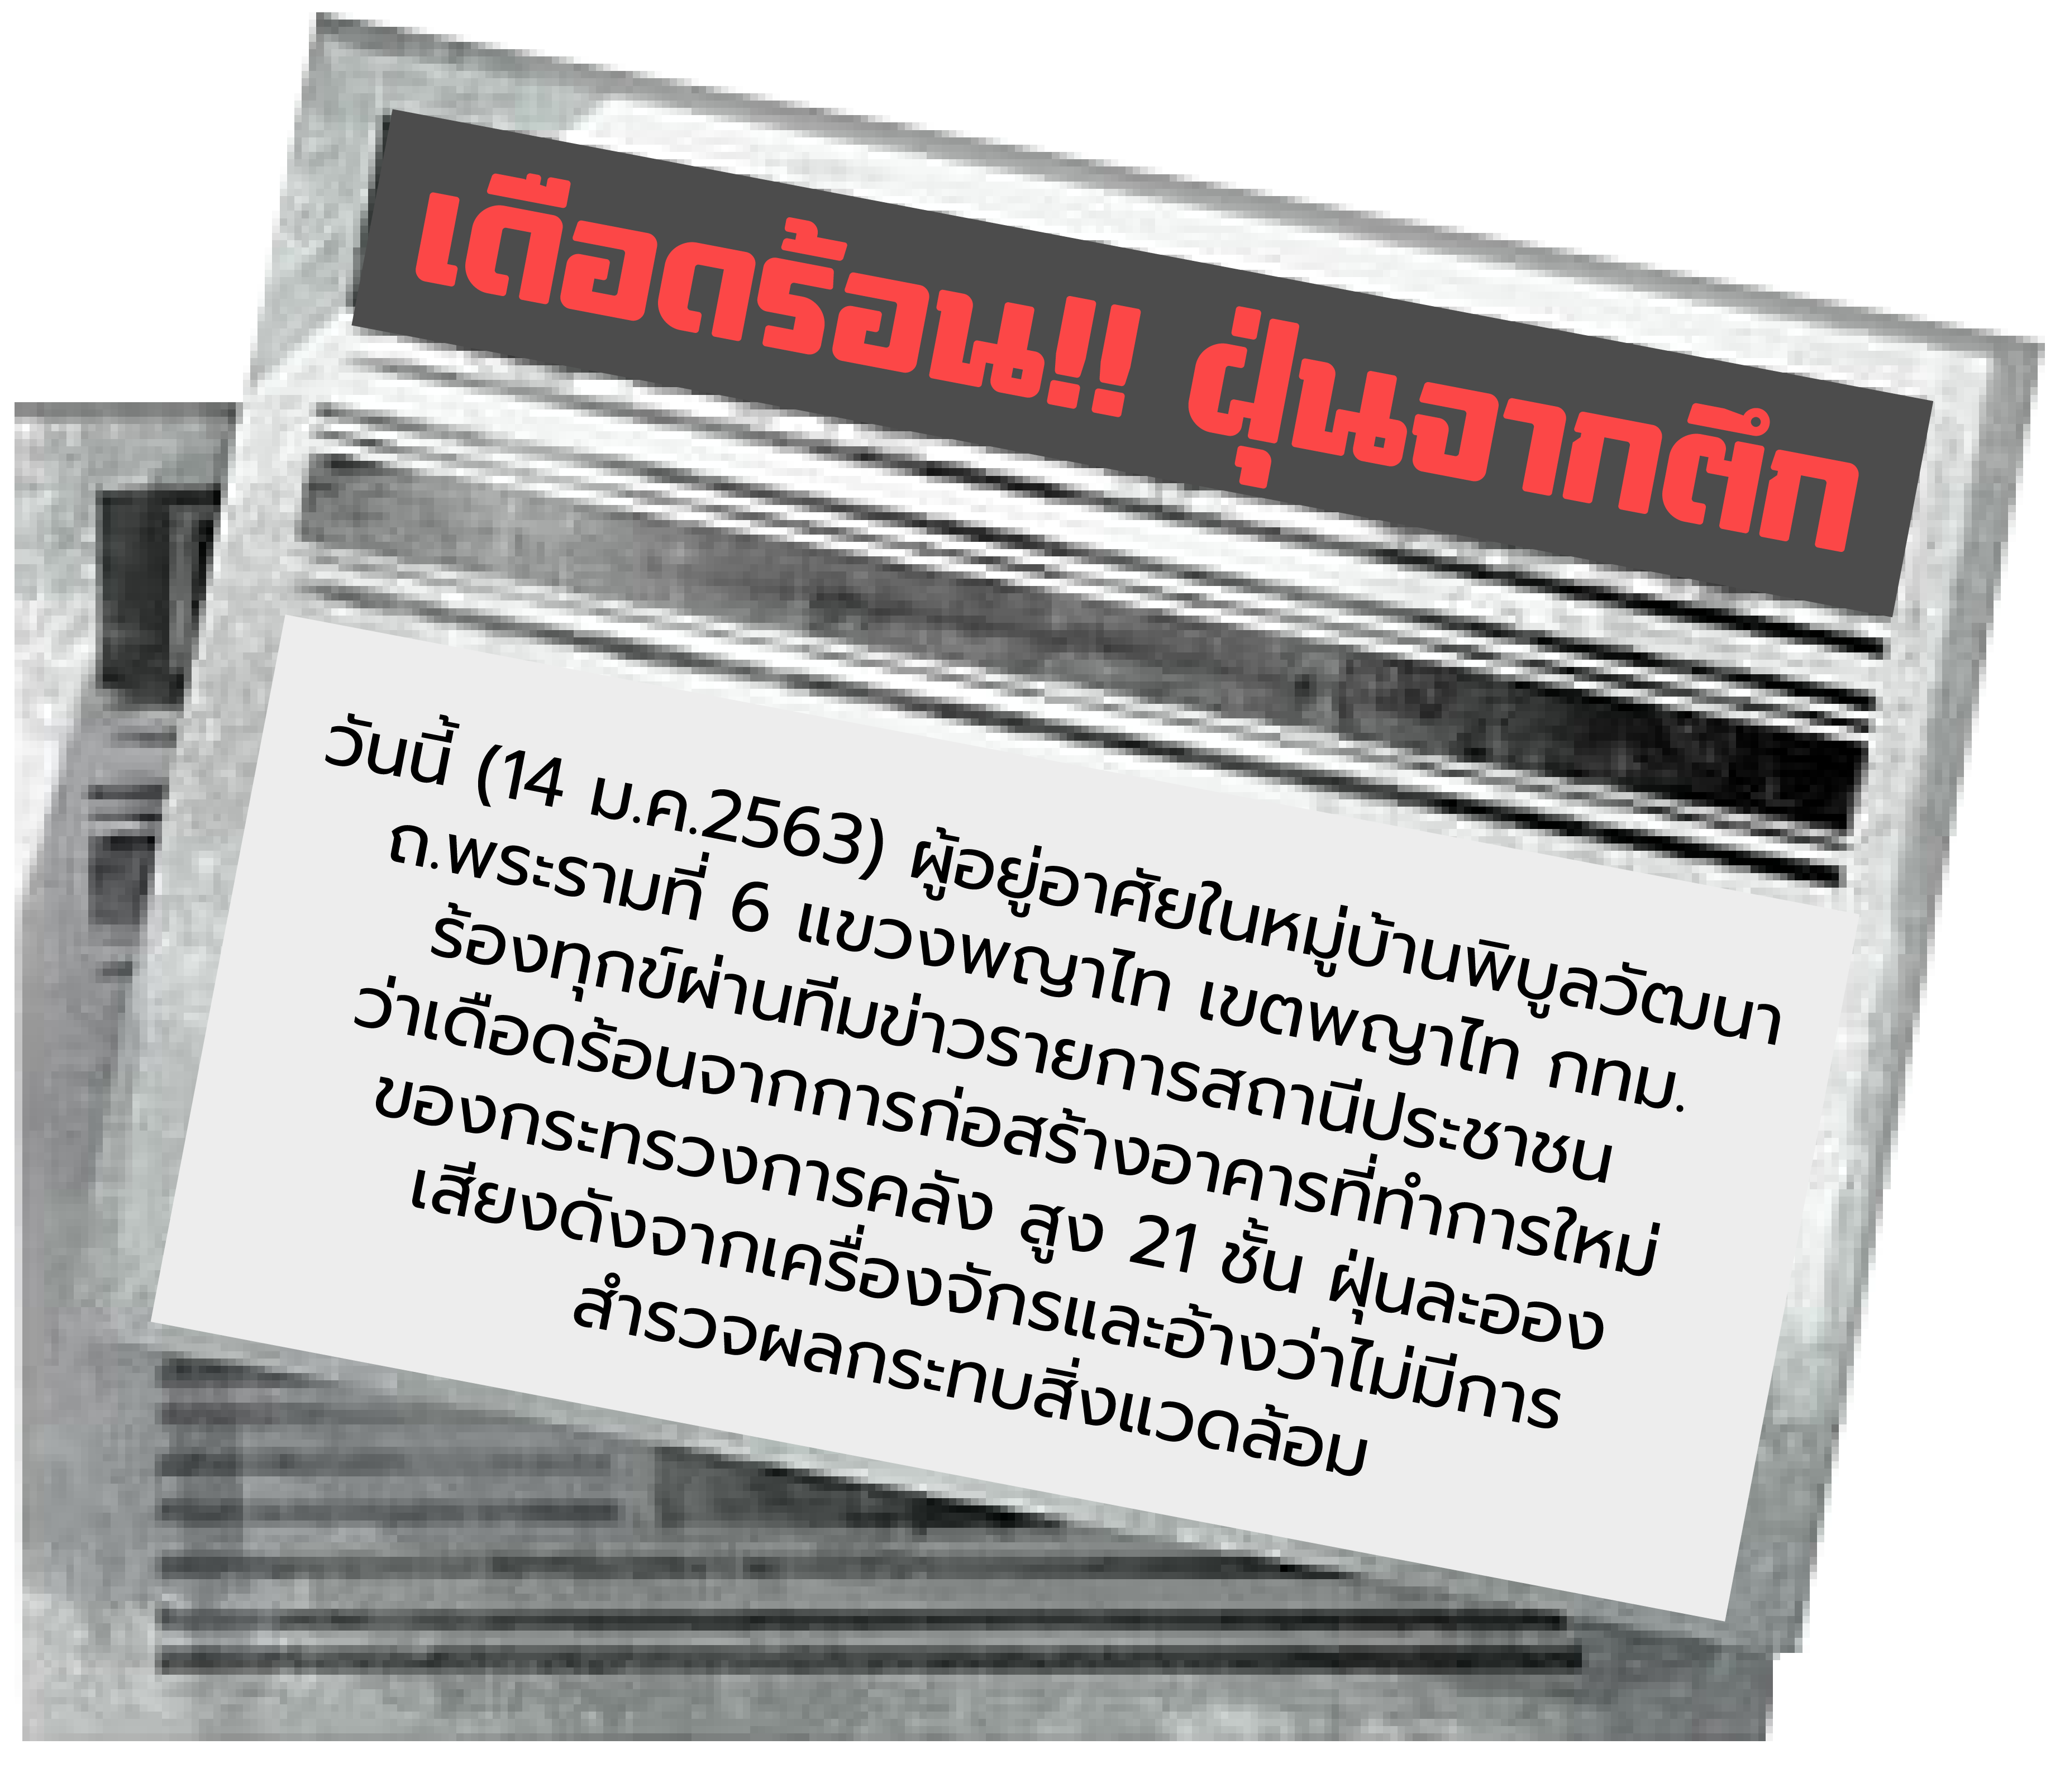 เดือดร้อน!! ฝุ่นจากตึก
วันนี้ (14 ม.ค.2563) ผู้อยู่อาศัยในหมู่บ้านพิบูลวัฒนา
ถ.พระรามที่ 6 แขวงพญาไท เขตพญาไท กทม.
ร้องทุกข์ผ่านทีมข่าวรายการสถานีประชาชน
ว่าเดือดร้อนจากการก่อสร้างอาคารที่ทำการใหม่
ของกระทรวงการคลัง สูง 21 ชั้น ฝุ่นละออง
เสียงดังจากเครื่องจักรและอ้างว่าไม่มีการ
สำรวจผลกระทบสิ่งแวดล้อม